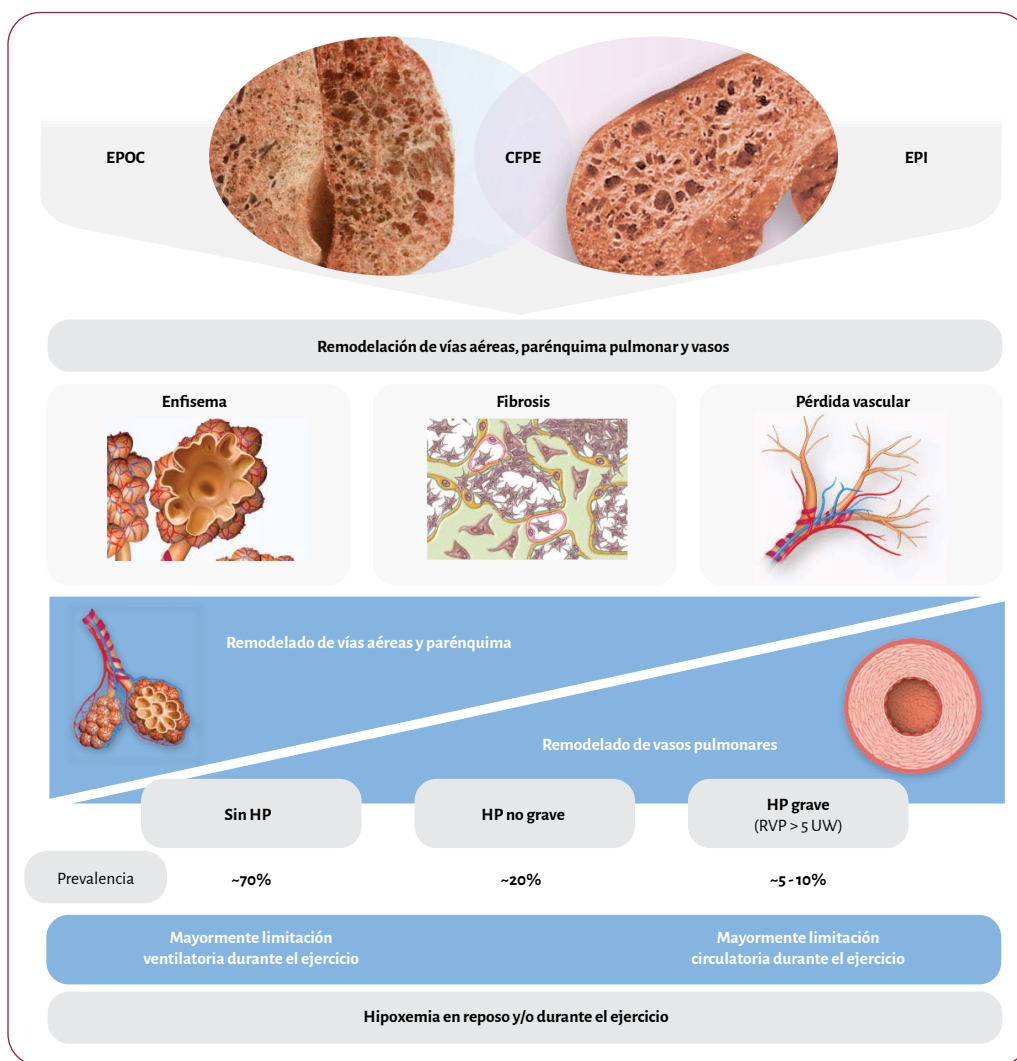 EPOC
CFPE
EPI
Remodelación de vías aéreas, parénquima pulmonar y vasos
Enfisema
Fibrosis
Pérdida vascular
Remodelado de vías aéreas y parénquima
Remodelado de vasos pulmonares
Sin HP
HP no grave
HP grave
(RVP > 5 UW)
Prevalencia
~70%
~20%
~5 - 10%
Mayormente limitación
ventilatoria durante el ejercicio
Mayormente limitación
circulatoria durante el ejercicio
Hipoxemia en reposo y/o durante el ejercicio